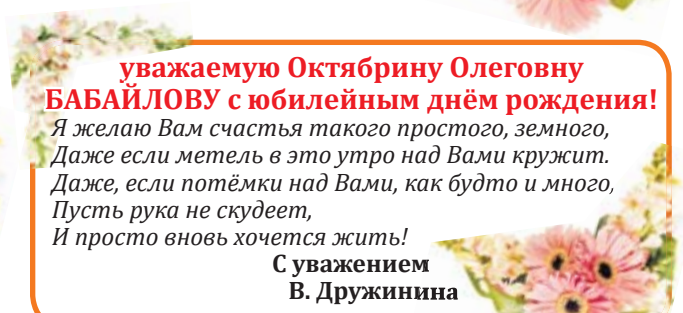 уважаемую Октябрину Олеговну
БАБАЙЛОВУ с юбилейным днём рождения!
Я желаю Вам счастья такого простого, земного,
Даже если метель в это утро над Вами кружит.
Даже, если потёмки над Вами, как будто и много,
Пусть рука не скудеет,
И просто вновь хочется жить!
С уважением
В. Дружинина